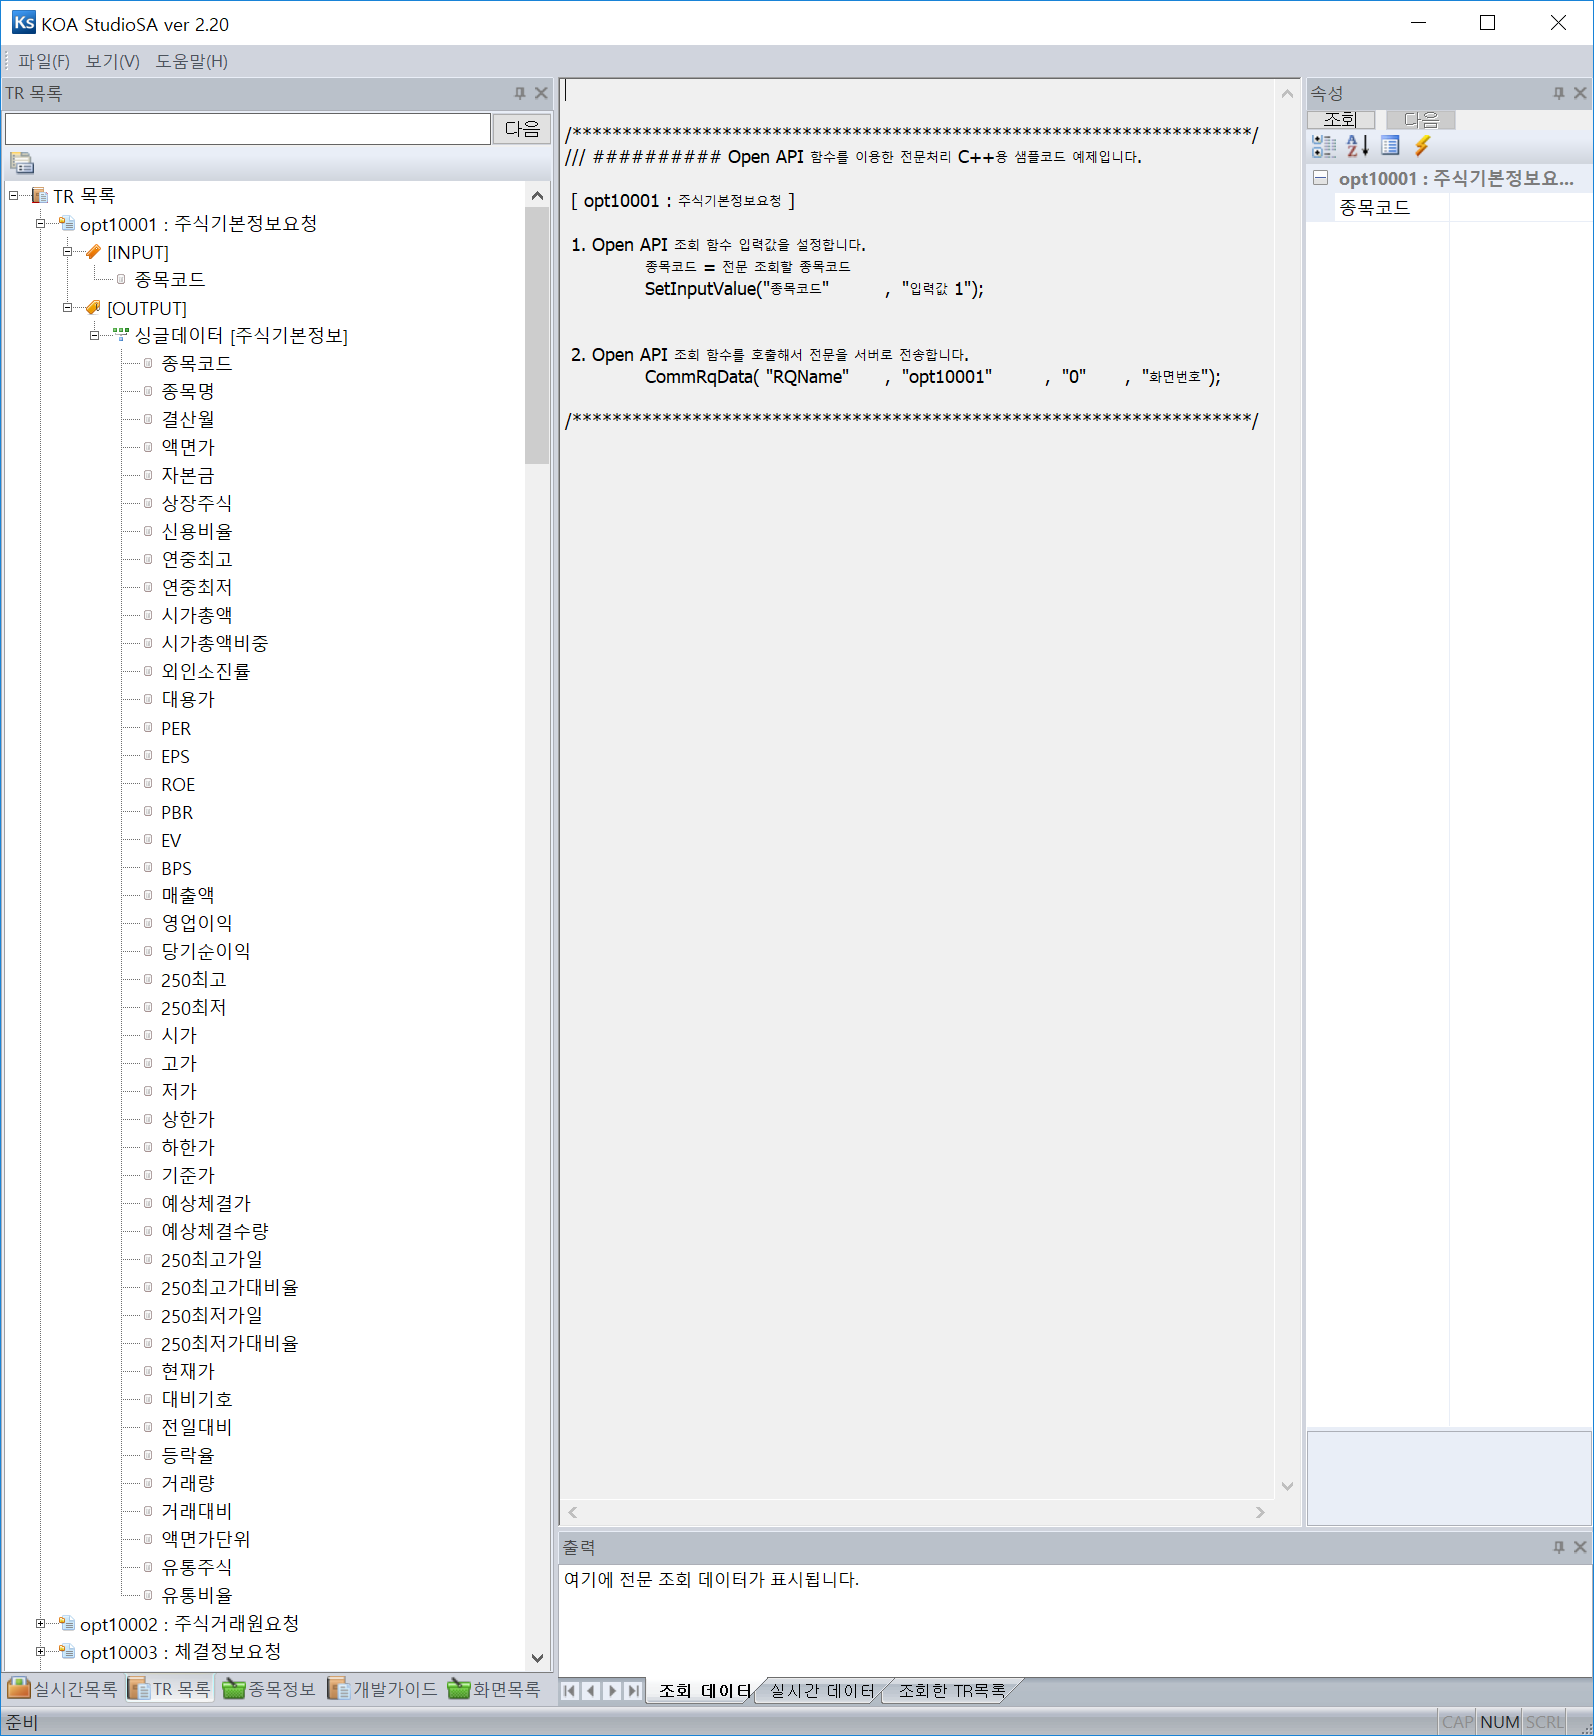 KOA StudioSA ver 2.20
파일(F) 보기(V) 도움말(H)
TR 목록
다음
TR 목록
opt10001 : 주식기본정보요청
[INPUT]
종목코드
[OUTPUT]
싱글데이터 [주식기본정보]
종목코드
종목명
결산월
액면가
자본금
상장주식
신용비율
연중최고
연중최저
시가총액
시가총액비중
외인소진률
대용가
PER
EPS
ROE
PBR
EV
BPS
매출액
영업이익
당기순이익
250최고
250최저
시가
고가
저가
상한가
하한가
기준가
예상체결가
예상체결수량
250최고가일
250최고가대비율
250최저가일
250최저가대비율
현재가
대비기호
전일대비
등락율
거래량
거래대비
액면가단위
유통주식
유통비율
opt10002 : 주식거래원요청
opt10003 : 체결정보요청
실시간목록 TR 목록 종목정보 개발가이드 화면목록
/********************************************************************/
/// ########## Open API 함수를 이용한 전문처리 C++용 샘플코드 예제입니다.
[ opt10001 : 주식기본정보요청 ]
1. Open API 조회 함수 입력값을 설정합니다.
종목코드 = 전문 조회할 종목코드
SetInputValue("종목코드" , "입력값 1");
2. Open API 조회 함수를 호출해서 전문을 서버로 전송합니다.
CommRqData( "RQName" , "opt10001" , "0" , "화면번호");
/********************************************************************/
속성
조회 다음
opt10001 : 주식기본정보요...
종목코드
출력
여기에 전문 조회 데이터가 표시됩니다.
조회 데이터 실시간 데이터 조회한 TR목록
준비
CAP NUM SCRL